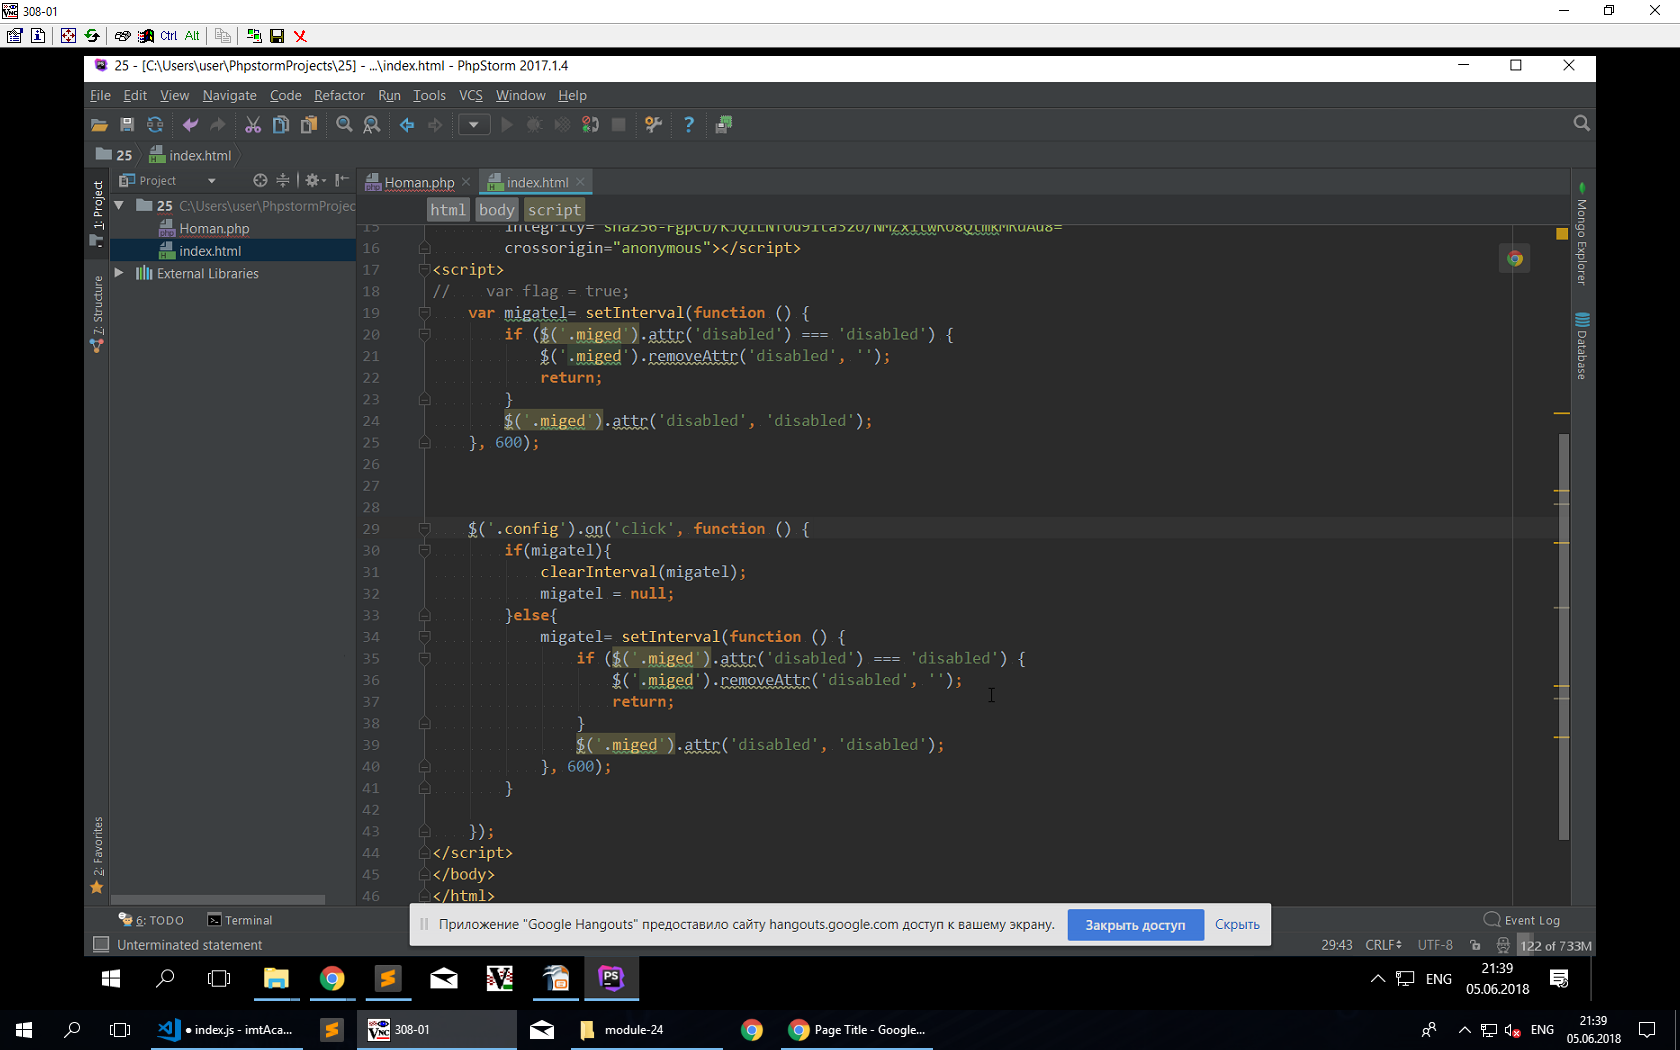 308-01
Ctrl Alt
25 - [C:\Users\user\PhpstormProjects\25] - ...\index.html - PhpStorm 2017.1.4
File Edit View Navigate Code Refactor Run Tools VCS Window Help
25 index.html
Project
Homan.php index.html
1: Project
7: Structure
2: Favorites
25 C:\Users\user\PhpstormProjec
Homan.php
index.html
External Libraries
html body script
Mongo Explorer
Database
16 crossorigin="anonymous"></script>
17 <script>
18 // var flag = true;
19 var migatel= setInterval(function () {
20 if ($('.miged').attr('disabled') === 'disabled') {
21 $('.miged').removeAttr('disabled', '');
22 return;
23 }
24 $('.miged').attr('disabled', 'disabled');
25 }, 600);
26
27
28
29 $('.config').on('click', function () {
30 if(migatel){
31 clearInterval(migatel);
32 migatel = null;
33 }else{
34 migatel= setInterval(function () {
35 if ($('.miged').attr('disabled') === 'disabled') {
36 $('.miged').removeAttr('disabled', '');
37 return;
38 }
39 $('.miged').attr('disabled', 'disabled');
40 }, 600);
41 }
42
43 });
44 </script>
45 </body>
46 </html>
Приложение "Google Hangouts" предоставило сайту hangouts.google.com доступ к вашему экрану. Закрыть доступ Скрыть
6: TODO Terminal Event Log
Unterminated statement 29:43 CRLF UTF-8 122 of 733M
ENG 21:39
05.06.2018
index.js - imtAca... 308-01 module-24 Page Title - Google... ENG 21:39
05.06.2018